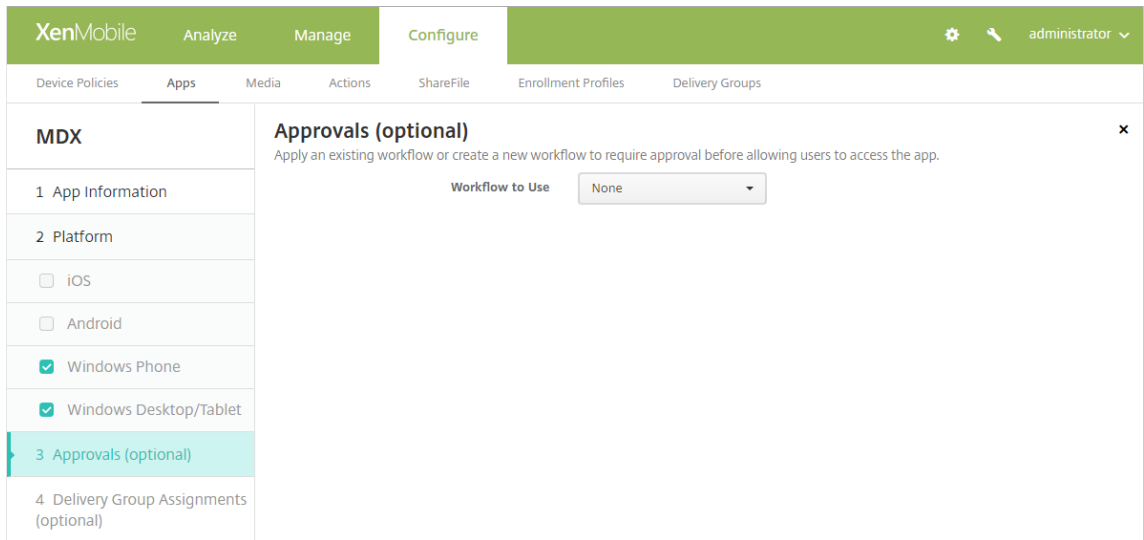 XenMobile Analyze Manage Configure administrator
Device Policies Apps Media Actions ShareFile Enrollment Profiles Delivery Groups
MDX
1 App Information
2 Platform
iOS
Android
Windows Phone
Windows Desktop/Tablet
3 Approvals (optional)
4 Delivery Group Assignments
(optional)
Approvals (optional)
Apply an existing workflow or create a new workflow to require approval before allowing users to access the app.
Workflow to Use None